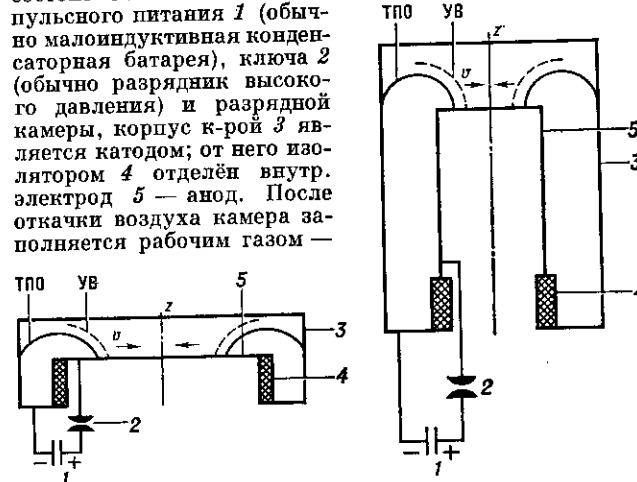 пульсного питания 1 (обыч-
но малоиндуктивная конден-
саторная батарея), ключа 2
(обычно разрядник высоко-
го давления) и разрядной
камеры, корпус к-рой 3 яв-
ляется катодом; от него изо-
лятором 4 отделён внутр.
электрод 5 — анод. После
откачки воздуха камера за-
полняется рабочим газом —
ТПО УВ z 5
υ
3
4
2
− +
1
ТПО УВ z
υ
5
3
4
2
− +
1